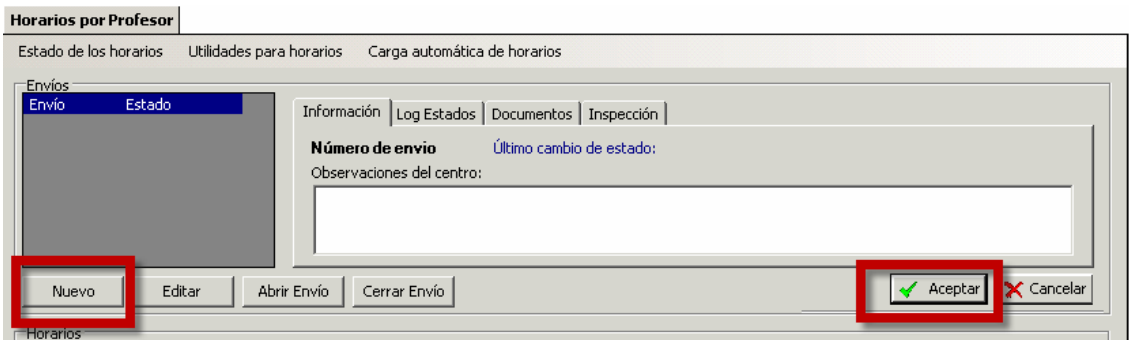 Horarios por Profesor
Estado de los horarios Utilidades para horarios Carga automática de horarios
Envíos
Envío Estado
Información Log Estados Documentos Inspección
Número de envio Último cambio de estado:
Observaciones del centro:
Nuevo Editar Abrir Envío Cerrar Envío Aceptar Cancelar
Horarios